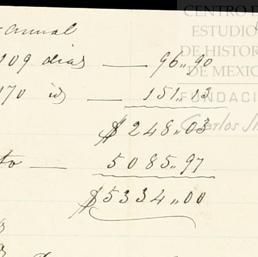 CENTRO DE
ESTUDIOS
DE HISTORIA
DE MEXICO
FUNDACI
Carlos Sl
anual
109 dias — 96.,90
170 id — 151.,13
$248.,03
to — 5085.,97
$5334.,00